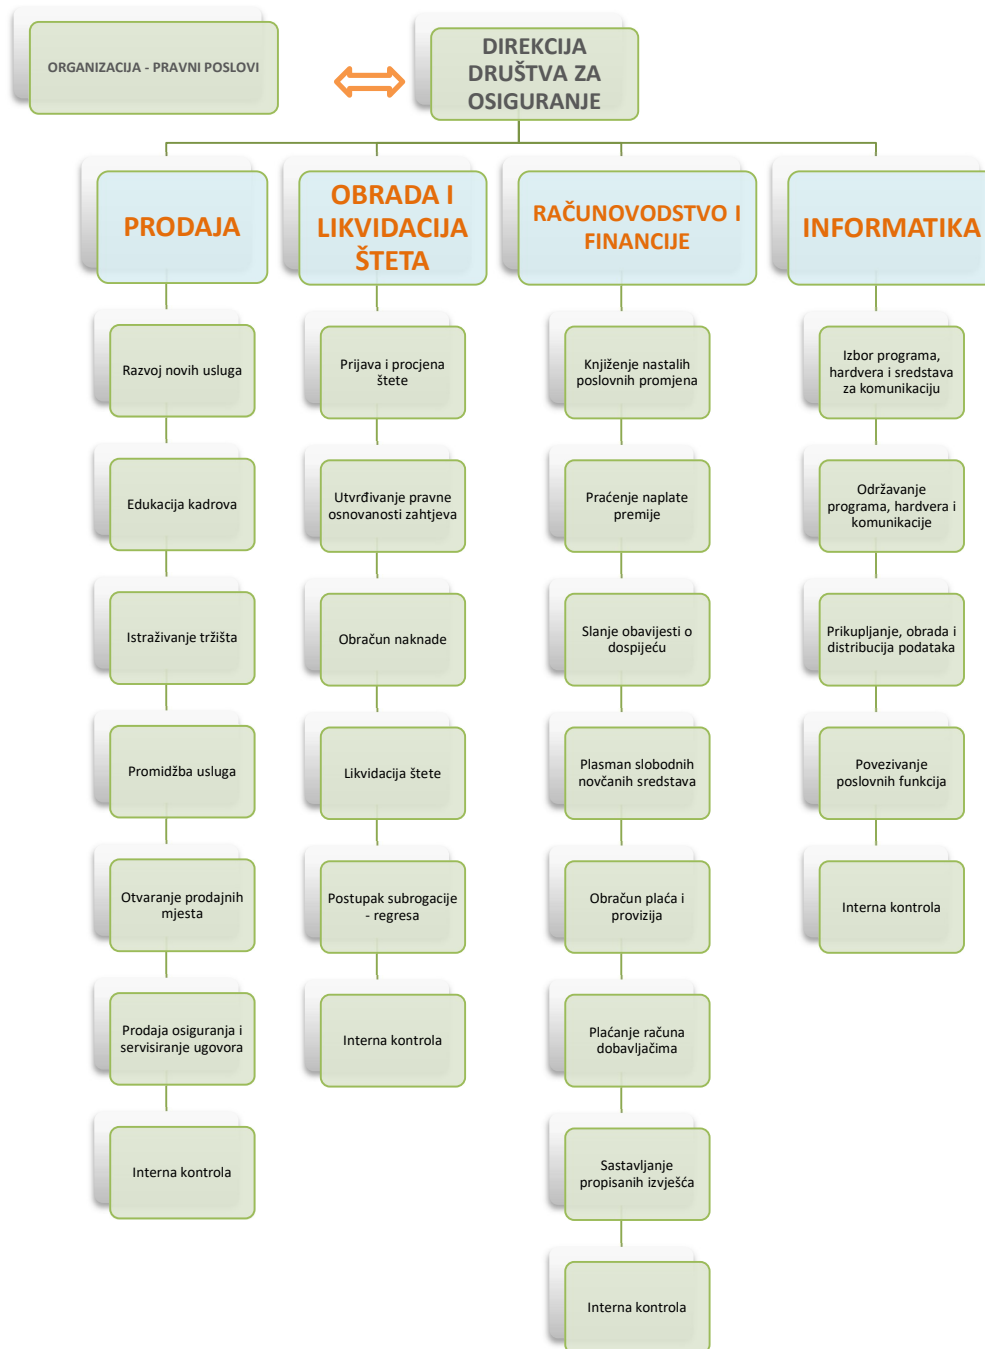 ORGANIZACIJA - PRAVNI POSLOVI
DIREKCIJA
DRUŠTVA ZA
OSIGURANJE
PRODAJA
Razvoj novih usluga
Edukacija kadrova
Istraživanje tržišta
Promidžba usluga
Otvaranje prodajnih
mjesta
Prodaja osiguranja i
servisiranje ugovora
Interna kontrola
OBRADA I
LIKVIDACIJA
ŠTETA
Prijava i procjena
štete
Utvrđivanje pravne
osnovanosti zahtjeva
Obračun naknade
Likvidacija štete
Postupak subrogacije
- regresa
Interna kontrola
RAČUNOVODSTVO I
FINANCIJE
Knjiženje nastalih
poslovnih promjena
Praćenje naplate
premije
Slanje obavijesti o
dospijeću
Plasman slobodnih
novčanih sredstava
Obračun plaća i
provizija
Plaćanje računa
dobavljačima
Sastavljanje
propisanih izvješća
Interna kontrola
INFORMATIKA
Izbor programa,
hardvera i sredstava
za komunikaciju
Održavanje
programa, hardvera i
komunikacije
Prikupljanje, obrada i
distribucija podataka
Povezivanje
poslovnih funkcija
Interna kontrola